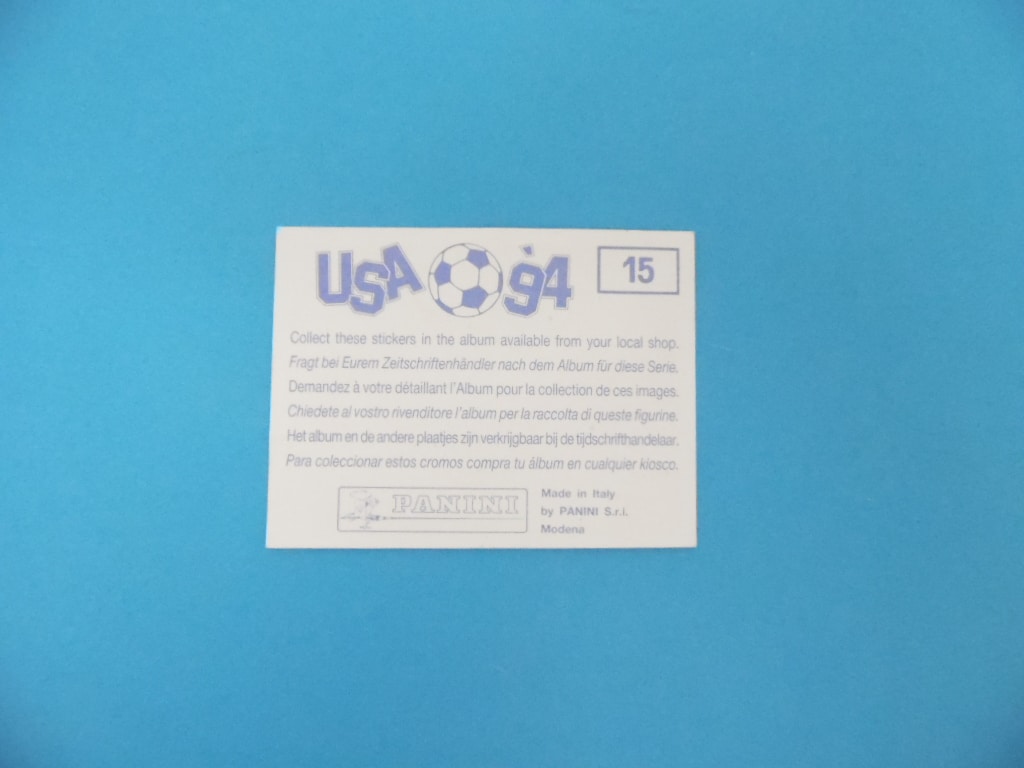 USA '94
15
Collect these stickers in the album available from your local shop.
Fragt bei Eurem Zeitschriftenhändler nach dem Album für diese Serie.
Demandez à votre détaillant l'Album pour la collection de ces images.
Chiedete al vostro rivenditore l'album per la raccolta di queste figurine.
Het album en de andere plaatjes zijn verkrijgbaar bij de tijdschrifthandelaar.
Para coleccionar estos cromos compra tu álbum en cualquier kiosco.
PANINI
Made in Italy
by PANINI S.r.l.
Modena